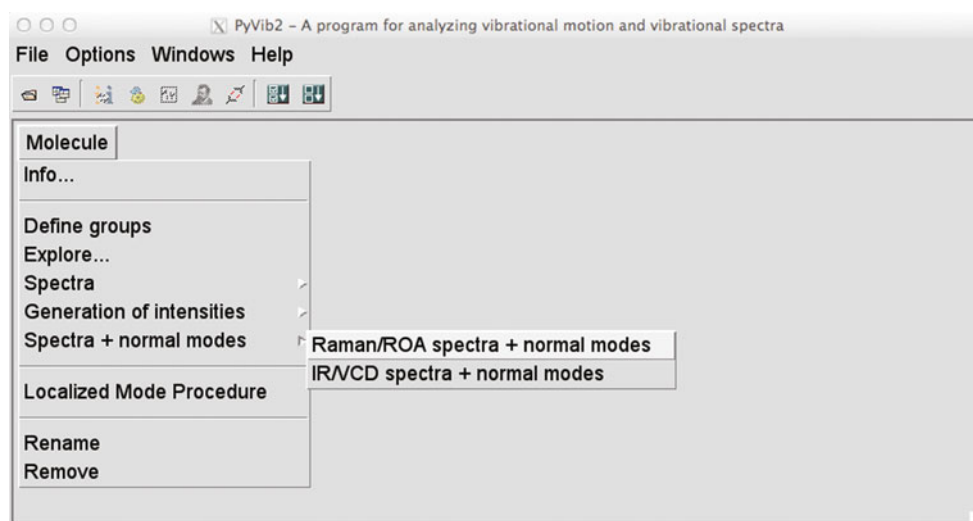 PyVib2 – A program for analyzing vibrational motion and vibrational spectra
File Options Windows Help
Molecule
Info...
Define groups
Explore...
Spectra
Generation of intensities
Spectra + normal modes
Raman/ROA spectra + normal modes
IR/VCD spectra + normal modes
Localized Mode Procedure
Rename
Remove